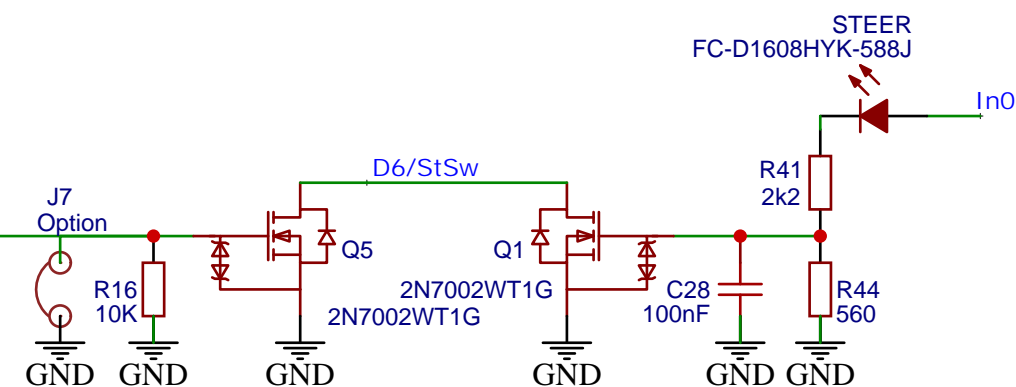 STEER
FC-D1608HYK-588J
In0
D6/StSw
R41
2k2
J7
Option
Q5
Q1
R16
10K
2N7002WT1G
2N7002WT1G
C28
100nF
R44
560
GND
GND
GND
GND
GND
GND